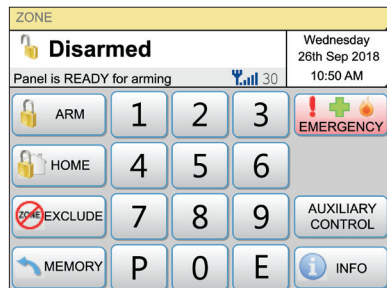 ZONE
Disarmed
Wednesday
26th Sep 2018
10:50 AM
Panel is READY for arming
30
ARM
1
2
3
EMERGENCY
HOME
4
5
6
ZONE
EXCLUDE
7
8
9
AUXILIARY
CONTROL
MEMORY
P
0
E
INFO